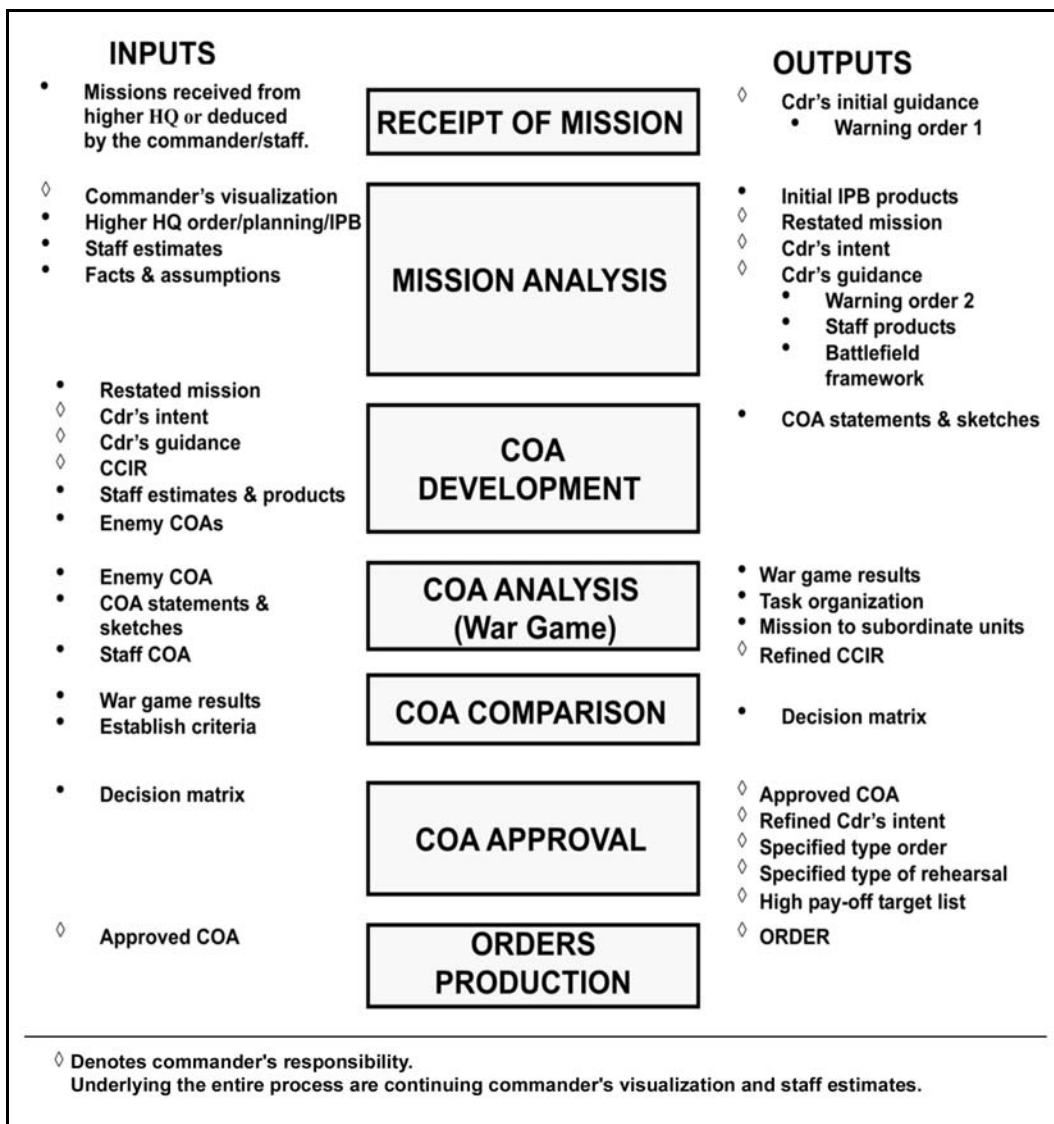 INPUTS
• Missions received from
higher HQ or deduced
by the commander/staff.
RECEIPT OF MISSION
OUTPUTS
◊ Cdr's initial guidance
• Warning order 1
◊ Commander's visualization
• Higher HQ order/planning/IPB
• Staff estimates
• Facts & assumptions
MISSION ANALYSIS
• Initial IPB products
◊ Restated mission
◊ Cdr's intent
◊ Cdr's guidance
• Warning order 2
• Staff products
• Battlefield
framework
• Restated mission
◊ Cdr's intent
◊ Cdr's guidance
◊ CCIR
• Staff estimates & products
• Enemy COAs
COA
DEVELOPMENT
• COA statements & sketches
• Enemy COA
• COA statements &
sketches
• Staff COA
COA ANALYSIS
(War Game)
• War game results
• Task organization
• Mission to subordinate units
◊ Refined CCIR
• War game results
• Establish criteria
COA COMPARISON
• Decision matrix
• Decision matrix
COA APPROVAL
◊ Approved COA
◊ Refined Cdr's intent
◊ Specified type order
◊ Specified type of rehearsal
◊ High pay-off target list
◊ Approved COA
ORDERS
PRODUCTION
◊ ORDER
◊ Denotes commander's responsibility.
Underlying the entire process are continuing commander's visualization and staff estimates.